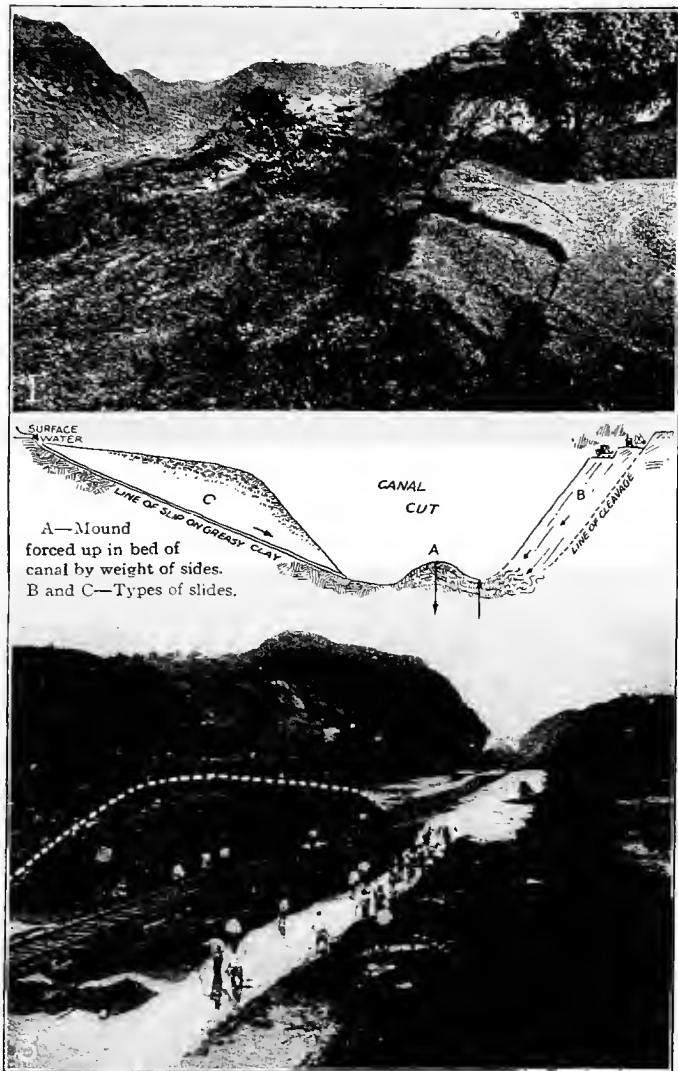 1
SURFACE
WATER
C
LINE OF SLIP ON GREASY CLAY
CANAL
CUT
B
LINE OF CLEAVAGE
A
A—Mound
forced up in bed of
canal by weight of sides.
B and C—Types of slides.